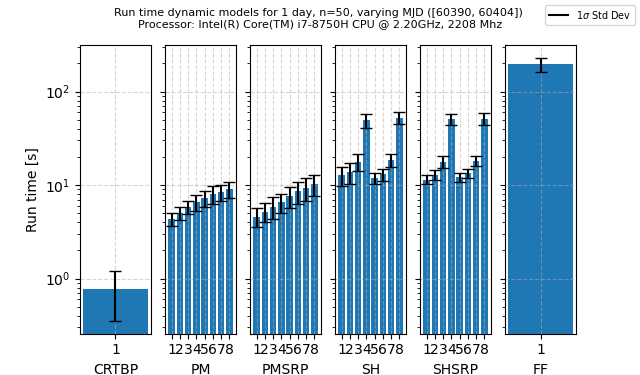 Run time dynamic models for 1 day, n=50, varying MJD ([60390, 60404])
Processor: Intel(R) Core(TM) i7-8750H CPU @ 2.20GHz, 2208 Mhz
1σ Std Dev
Run time [s]
10²
10¹
10⁰
1
12345678
12345678
12345678
12345678
1
CRTBP
PM
PMSRP
SH
SHSRP
FF